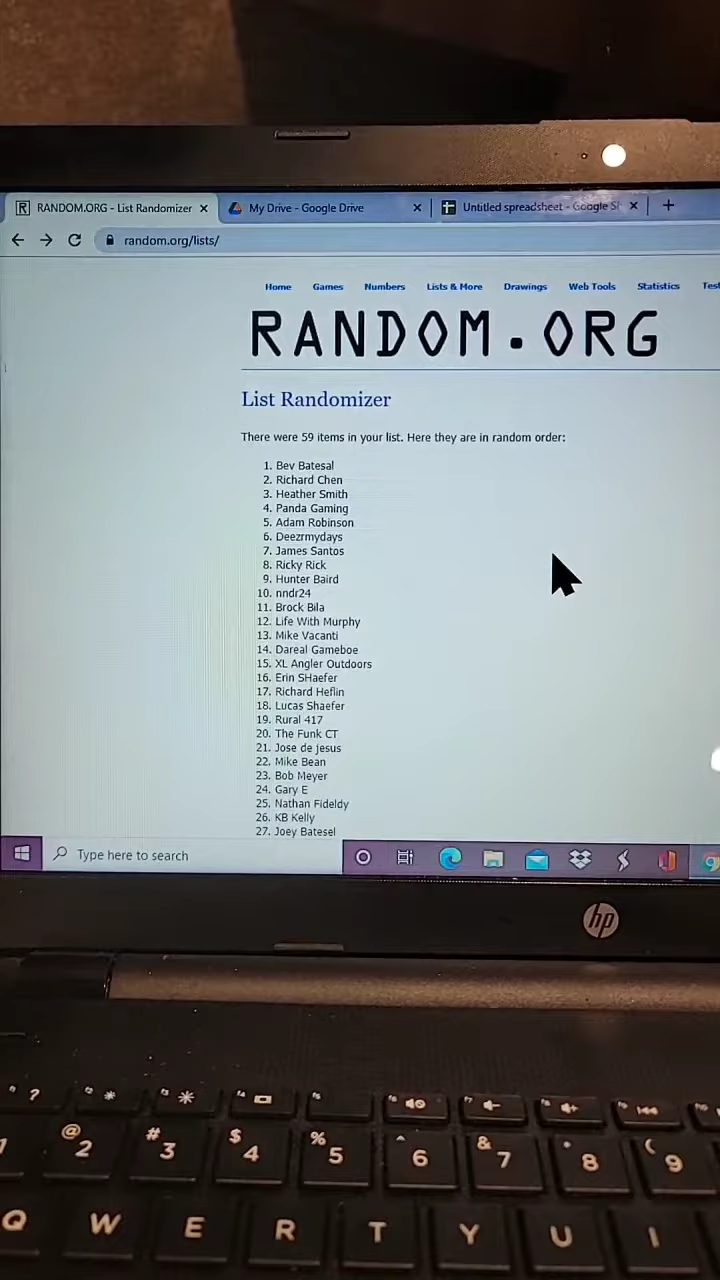 RANDOM.ORG - List Randomizer
My Drive - Google Drive
Untitled spreadsheet - Google S
random.org/lists/
Home Games Numbers Lists & More Drawings Web Tools Statistics Test
RANDOM.ORG
List Randomizer
There were 59 items in your list. Here they are in random order:
1. Bev Batesal
2. Richard Chen
3. Heather Smith
4. Panda Gaming
5. Adam Robinson
6. Deezrmydays
7. James Santos
8. Ricky Rick
9. Hunter Baird
10. nndr24
11. Brock Bila
12. Life With Murphy
13. Mike Vacanti
14. Dareal Gameboe
15. XL Angler Outdoors
16. Erin SHaefer
17. Richard Heflin
18. Lucas Shaefer
19. Rural 417
20. The Funk CT
21. Jose de jesus
22. Mike Bean
23. Bob Meyer
24. Gary E
25. Nathan Fideldy
26. KB Kelly
27. Joey Batesel
Type here to search
hp
?
@ # $ % ^ & * (
2 3 4 5 6 7 8 9
Q W E R T Y U I